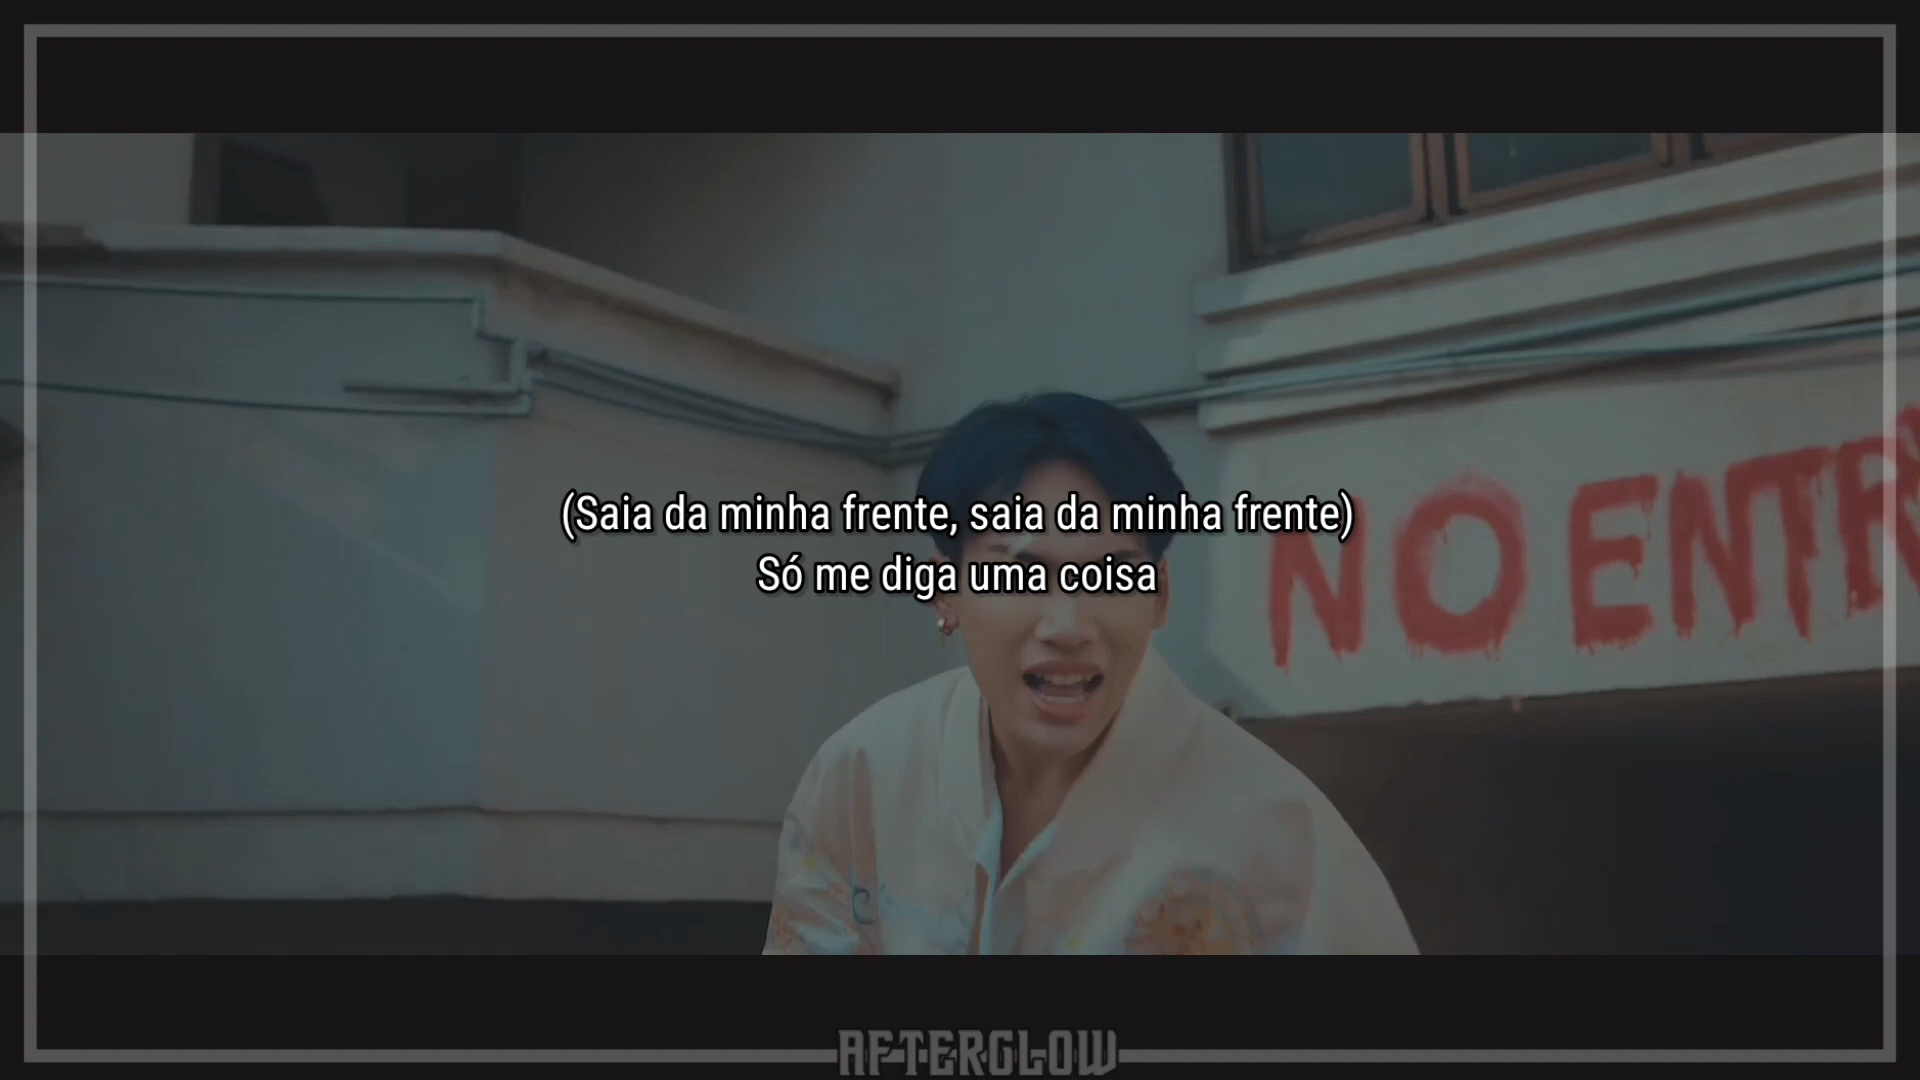 (Saia da minha frente, saia da minha frente)
Só me diga uma coisa
NO ENTR
AFTERGLOW